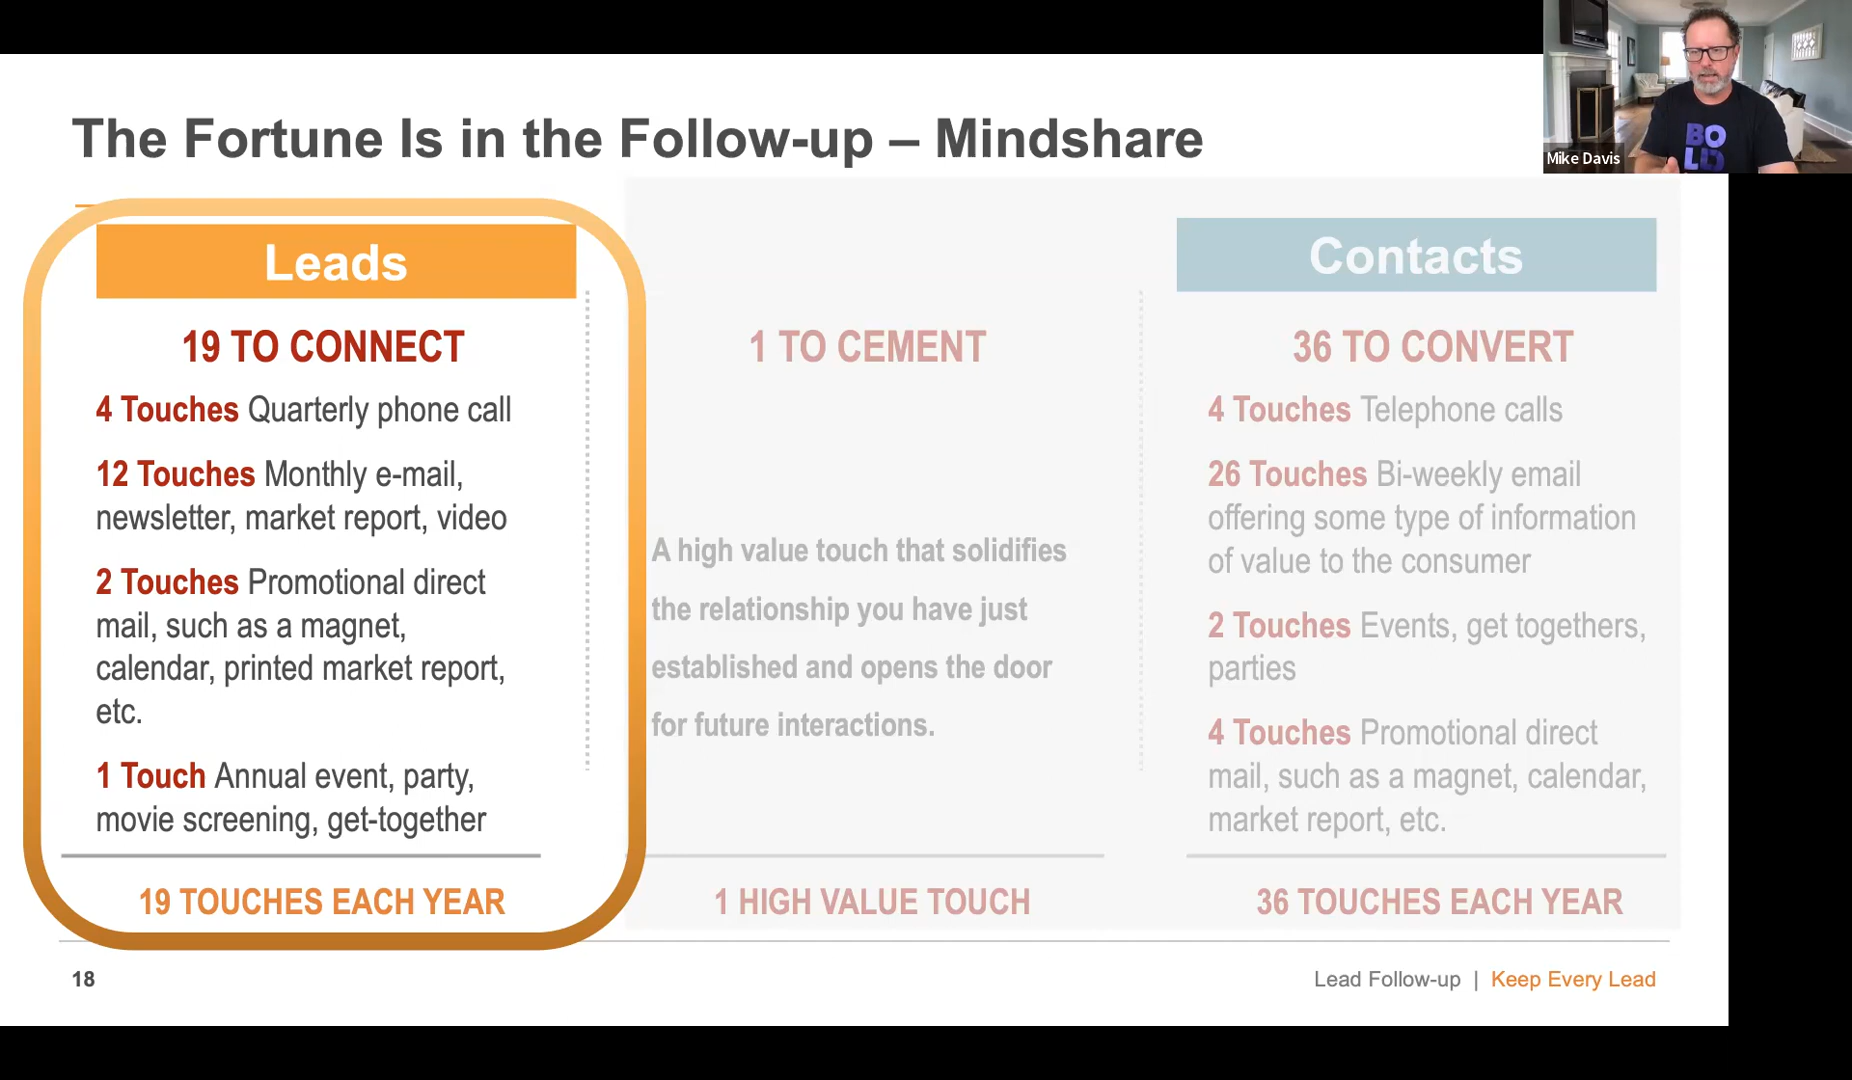 The Fortune Is in the Follow-up – Mindshare
Mike Davis
BO
LD
Leads
19 TO CONNECT
4 Touches Quarterly phone call
12 Touches Monthly e-mail,
newsletter, market report, video
2 Touches Promotional direct
mail, such as a magnet,
calendar, printed market report,
etc.
1 Touch Annual event, party,
movie screening, get-together
19 TOUCHES EACH YEAR
1 TO CEMENT
A high value touch that solidifies
the relationship you have just
established and opens the door
for future interactions.
1 HIGH VALUE TOUCH
Contacts
36 TO CONVERT
4 Touches Telephone calls
26 Touches Bi-weekly email
offering some type of information
of value to the consumer
2 Touches Events, get togethers,
parties
4 Touches Promotional direct
mail, such as a magnet, calendar,
market report, etc.
36 TOUCHES EACH YEAR
18
Lead Follow-up | Keep Every Lead